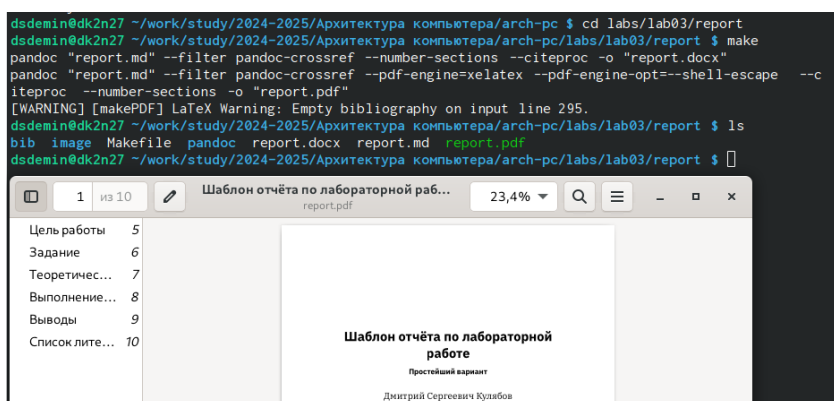 dsdemin@dk2n27 ~/work/study/2024-2025/Архитектура компьютера/arch-pc $ cd labs/lab03/report
dsdemin@dk2n27 ~/work/study/2024-2025/Архитектура компьютера/arch-pc/labs/lab03/report $ make
pandoc "report.md" --filter pandoc-crossref --number-sections --citeproc -o "report.docx"
pandoc "report.md" --filter pandoc-crossref --pdf-engine=xelatex --pdf-engine-opt=--shell-escape --c
iteproc --number-sections -o "report.pdf"
[WARNING] [makePDF] LaTeX Warning: Empty bibliography on input line 295.
dsdemin@dk2n27 ~/work/study/2024-2025/Архитектура компьютера/arch-pc/labs/lab03/report $ ls
bib image Makefile pandoc report.docx report.md report.pdf
dsdemin@dk2n27 ~/work/study/2024-2025/Архитектура компьютера/arch-pc/labs/lab03/report $
1 из 10 Шаблон отчёта по лабораторной раб... 23,4%
report.pdf
Цель работы 5
Задание 6
Теоретичес... 7
Выполнение... 8
Выводы 9
Список лите... 10
Шаблон отчёта по лабораторной
работе
Простейший вариант
Дмитрий Сергеевич Кулябов